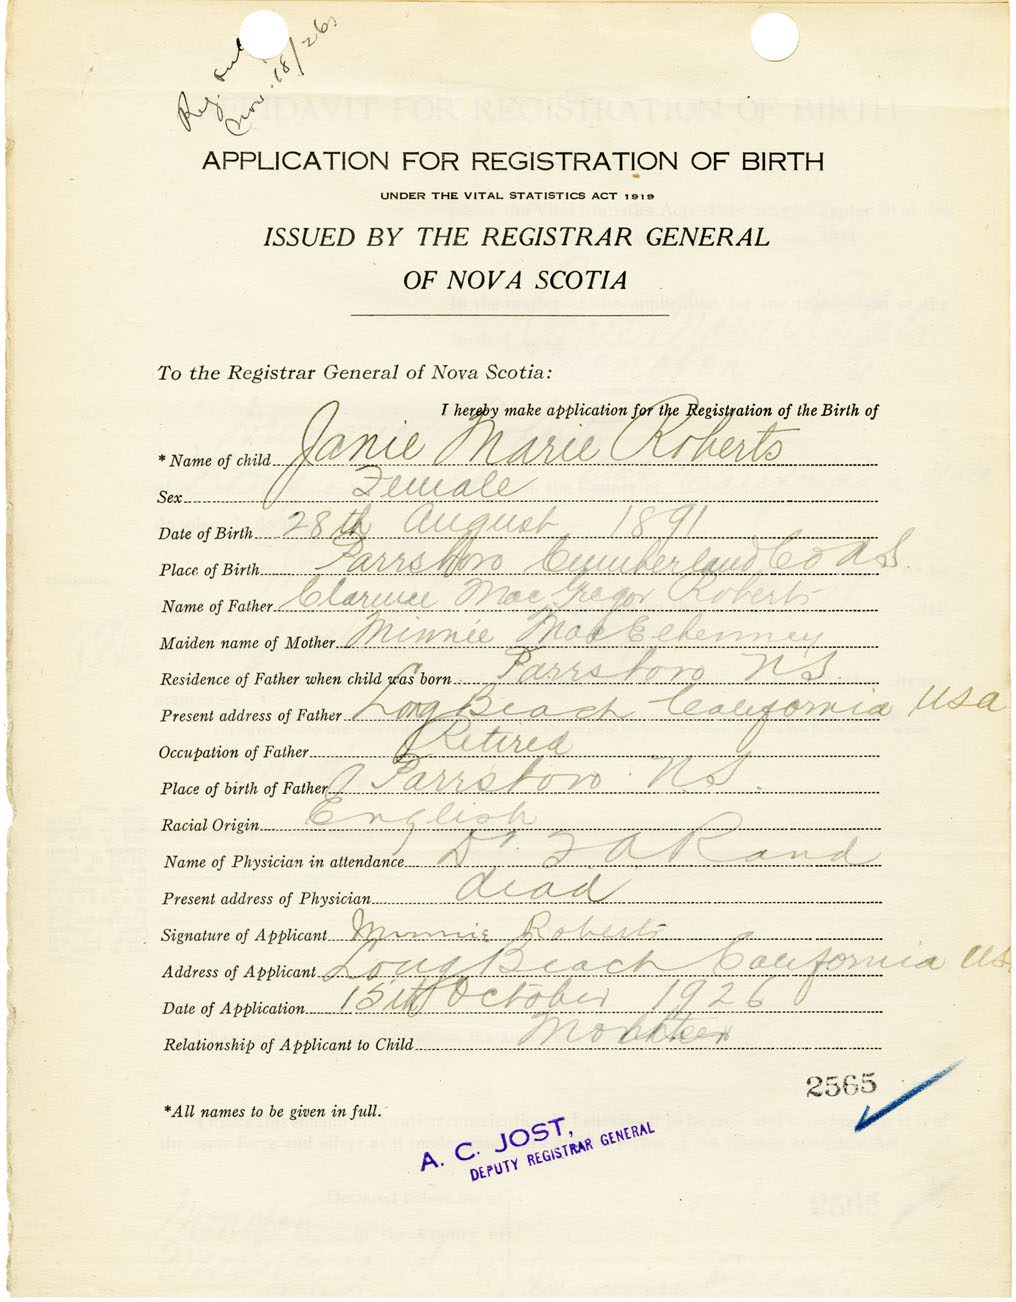 Reg.
Nov. 18/26
APPLICATION FOR REGISTRATION OF BIRTH
UNDER THE VITAL STATISTICS ACT 1919
ISSUED BY THE REGISTRAR GENERAL
OF NOVA SCOTIA
To the Registrar General of Nova Scotia:
I hereby make application for the Registration of the Birth of
* Name of child Janie Marie Roberts
Sex Female
Date of Birth 28th August 1891
Place of Birth Parrsboro Cumberland Co N.S.
Name of Father Clarence MacGregor Roberts
Maiden name of Mother Minnie
Residence of Father when child was born Parrsboro N.S.
Present address of Father Long Beach California USA
Occupation of Father Retired
Place of birth of Father Parrsboro N.S.
Racial Origin English
Name of Physician in attendance Dr. F A Rand
Present address of Physician dead
Signature of Applicant Minnie Roberts
Address of Applicant Long Beach California US
Date of Application 15th October 1926
Relationship of Applicant to Child Mother
2565
*All names to be given in full.
A. C. JOST,
DEPUTY REGISTRAR GENERAL